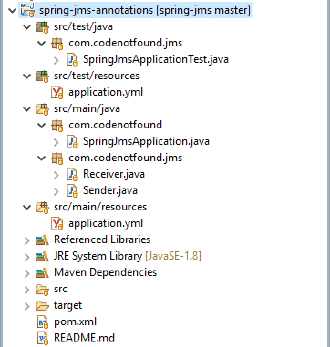 spring-jms-annotations [spring-jms master]
src/test/java
com.codenotfound.jms
SpringJmsApplicationTest.java
src/test/resources
application.yml
src/main/java
com.codenotfound
SpringJmsApplication.java
com.codenotfound.jms
Receiver.java
Sender.java
src/main/resources
application.yml
Referenced Libraries
JRE System Library [JavaSE-1.8]
Maven Dependencies
src
target
pom.xml
README.md